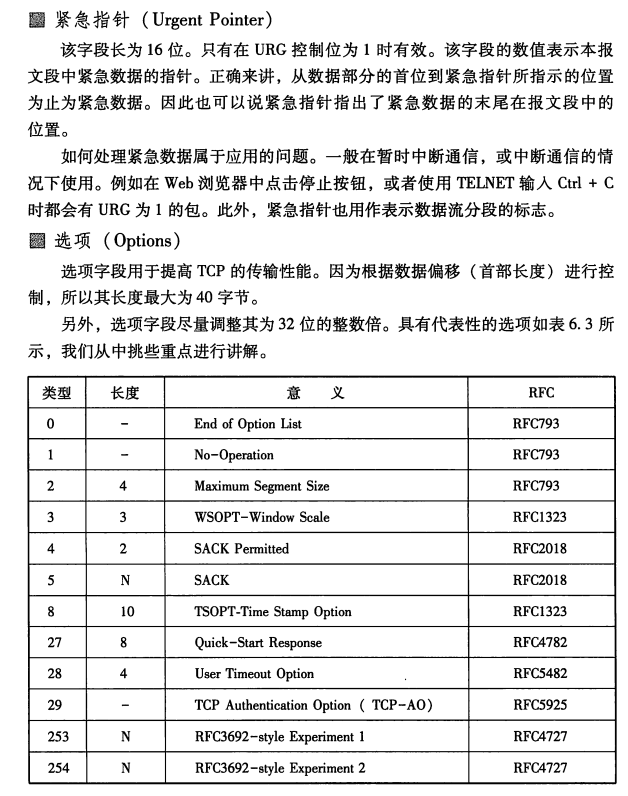 紧急指针（Urgent Pointer）
该字段长为 16 位。只有在 URG 控制位为 1 时有效。该字段的数值表示本报
文段中紧急数据的指针。正确来讲，从数据部分的首位到紧急指针所指示的位置
为止为紧急数据。因此也可以说紧急指针指出了紧急数据的末尾在报文段中的
位置。
如何处理紧急数据属于应用的问题。一般在暂时中断通信，或中断通信的情
况下使用。例如在 Web 浏览器中点击停止按钮，或者使用 TELNET 输入 Ctrl + C
时都会有 URG 为 1 的包。此外，紧急指针也用作表示数据流分段的标志。
选项（Options）
选项字段用于提高 TCP 的传输性能。因为根据数据偏移（首部长度）进行控
制，所以其长度最大为 40 字节。
另外，选项字段尽量调整其为 32 位的整数倍。具有代表性的选项如表 6.3 所
示，我们从中挑些重点进行讲解。
类型 长度 意 义 RFC
0 - End of Option List RFC793
1 - No-Operation RFC793
2 4 Maximum Segment Size RFC793
3 3 WSOPT-Window Scale RFC1323
4 2 SACK Permitted RFC2018
5 N SACK RFC2018
8 10 TSOPT-Time Stamp Option RFC1323
27 8 Quick-Start Response RFC4782
28 4 User Timeout Option RFC5482
29 - TCP Authentication Option ( TCP-AO) RFC5925
253 N RFC3692-style Experiment 1 RFC4727
254 N RFC3692-style Experiment 2 RFC4727